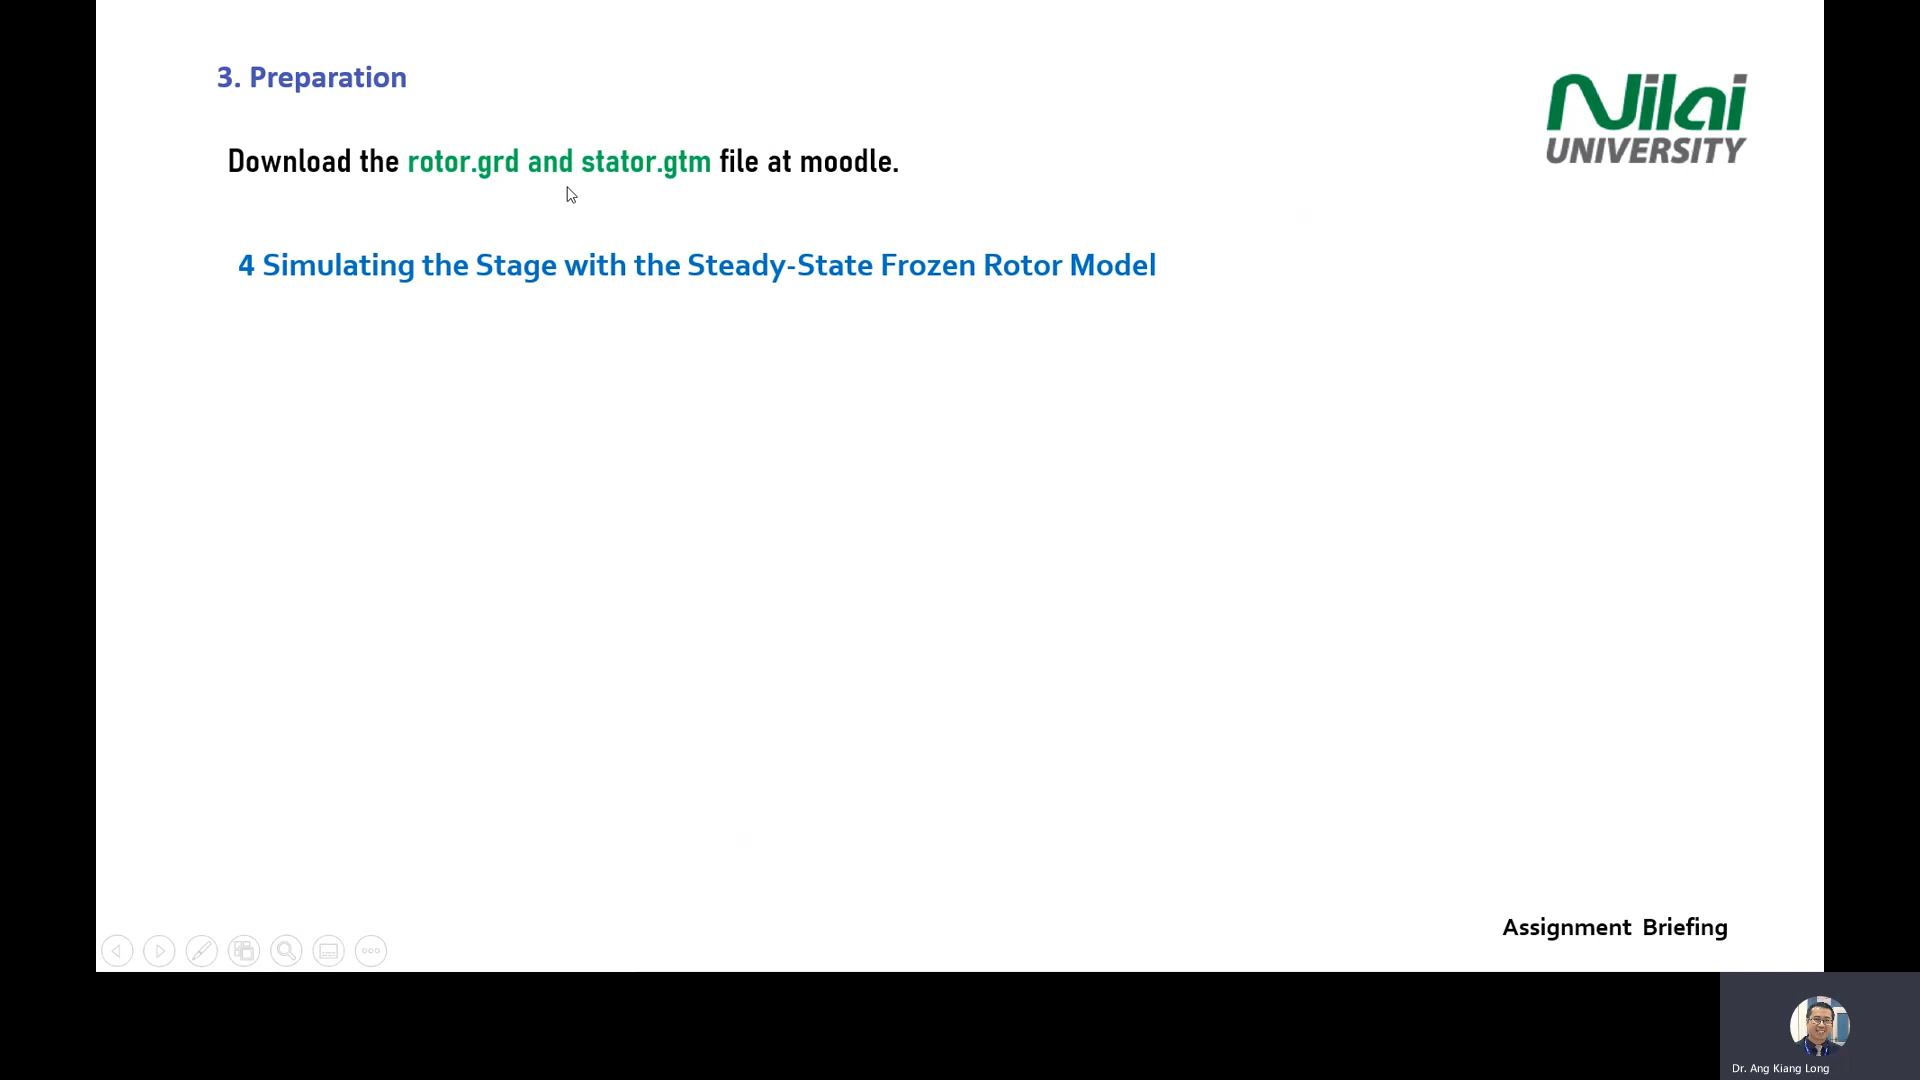 3. Preparation
Nilai
UNIVERSITY
Download the rotor.grd and stator.gtm file at moodle.
4 Simulating the Stage with the Steady-State Frozen Rotor Model
Assignment Briefing
Dr. Ang Kiang Long